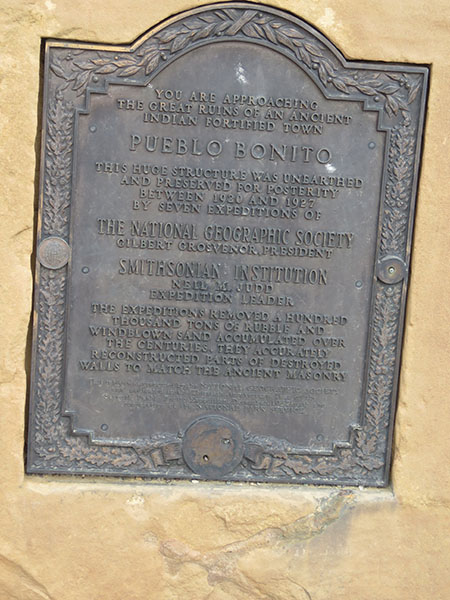 YOU ARE APPROACHING
THE GREAT RUINS OF AN ANCIENT
INDIAN FORTIFIED TOWN
PUEBLO BONITO
THIS HUGE STRUCTURE WAS UNEARTHED
AND PRESERVED FOR POSTERITY
BETWEEN 1920 AND 1927
BY SEVEN EXPEDITIONS OF
THE NATIONAL GEOGRAPHIC SOCIETY
GILBERT GROSVENOR, PRESIDENT
SMITHSONIAN INSTITUTION
NEIL M. JUDD
EXPEDITION LEADER
THE EXPEDITIONS REMOVED A HUNDRED
THOUSAND TONS OF RUBBLE AND
WINDBLOWN SAND ACCUMULATED OVER
THE CENTURIES. THEY ACCURATELY
RECONSTRUCTED PARTS OF DESTROYED
WALLS TO MATCH THE ANCIENT MASONRY